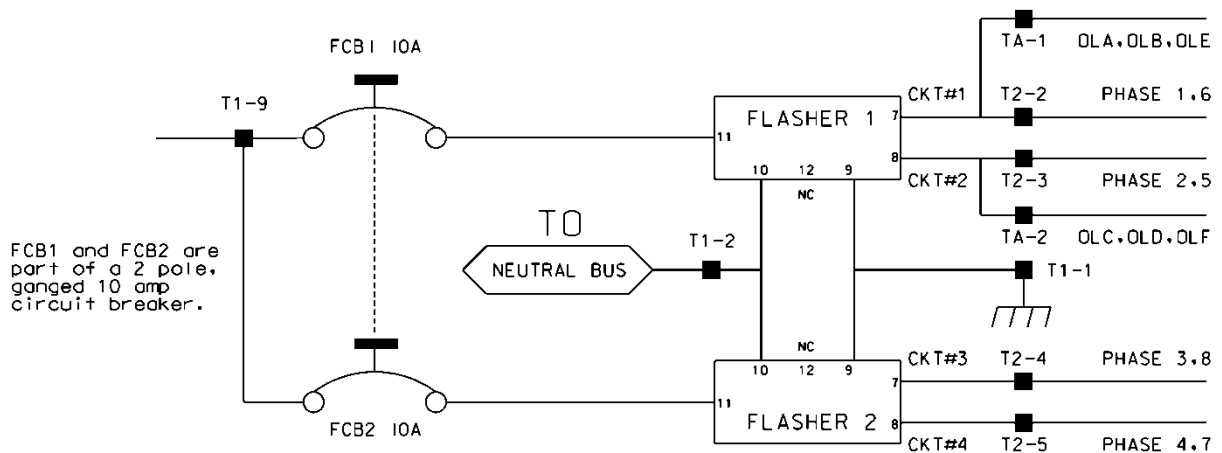 FCB1 10A
T1-9
TA-1 OLA,OLB,OLE
CKT#1 T2-2 PHASE 1,6
7
FLASHER 1
11
8
10 12 9
NC
CKT#2 T2-3 PHASE 2,5
TA-2 OLC,OLD,OLF
TO
NEUTRAL BUS
T1-2
T1-1
FCB1 and FCB2 are
part of a 2 pole,
ganged 10 amp
circuit breaker.
NC
10 12 9
CKT#3 T2-4 PHASE 3,8
7
11
FLASHER 2
8
FCB2 10A
CKT#4 T2-5 PHASE 4,7